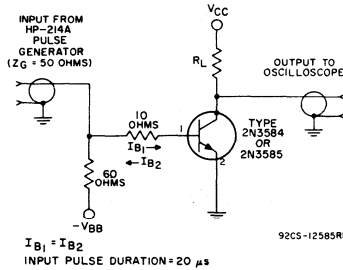 INPUT FROM
HP-214A
PULSE
GENERATOR
(ZG = 50 OHMS)
VCC
RL
OUTPUT TO
OSCILLOSCOPE
10
OHMS
1
IB1
IB2
TYPE
2N3584
OR
2N3585
2
60
OHMS
-VBB
92CS-12585R
IB1 = IB2
INPUT PULSE DURATION = 20 μs